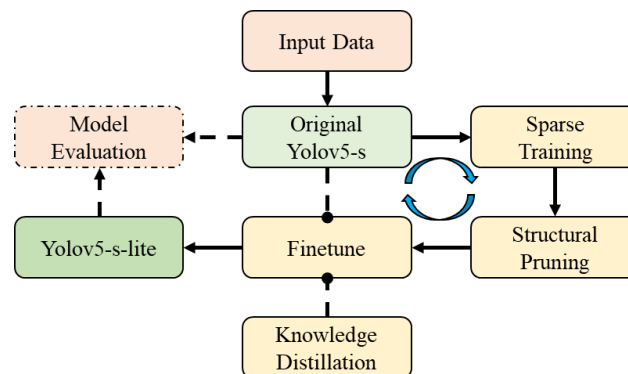 Input Data
Model
Evaluation
Original
Yolov5-s
Sparse
Training
Yolov5-s-lite
Finetune
Structural
Pruning
Knowledge
Distillation